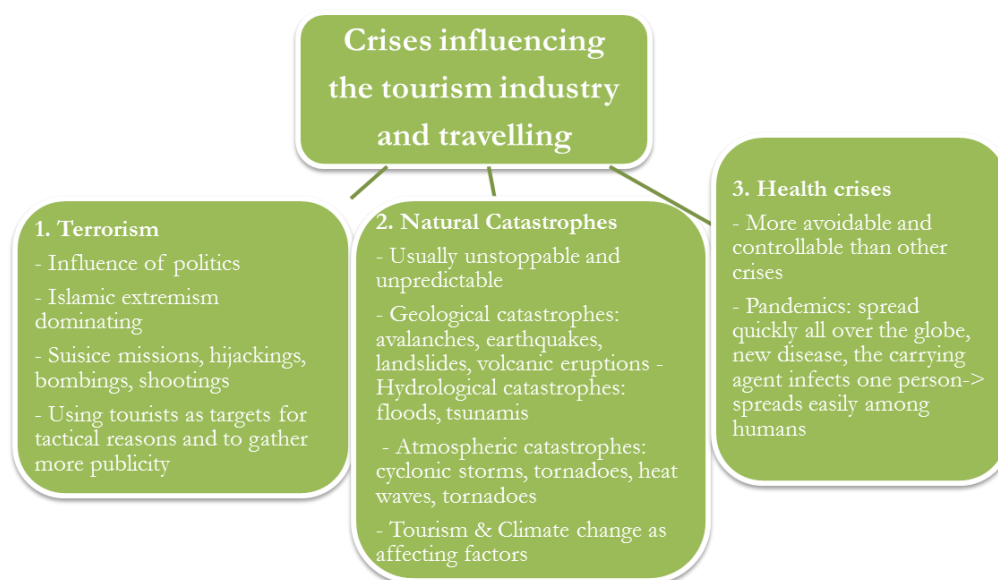 Crises influencing
the tourism industry
and travelling
1. Terrorism
- Influence of politics
- Islamic extremism
dominating
- Suisice missions, hijackings,
bombings, shootings
- Using tourists as targets for
tactical reasons and to gather
more publicity
2. Natural Catastrophes
- Usually unstoppable and
unpredictable
- Geological catastrophes:
avalanches, earthquakes,
landslides, volcanic eruptions -
Hydrological catastrophes:
floods, tsunamis
- Atmospheric catastrophes:
cyclonic storms, tornadoes, heat
waves, tornadoes
- Tourism & Climate change as
affecting factors
3. Health crises
- More avoidable and
controllable than other
crises
- Pandemics: spread
quickly all over the globe,
new disease, the carrying
agent infects one person->
spreads easily among
humans